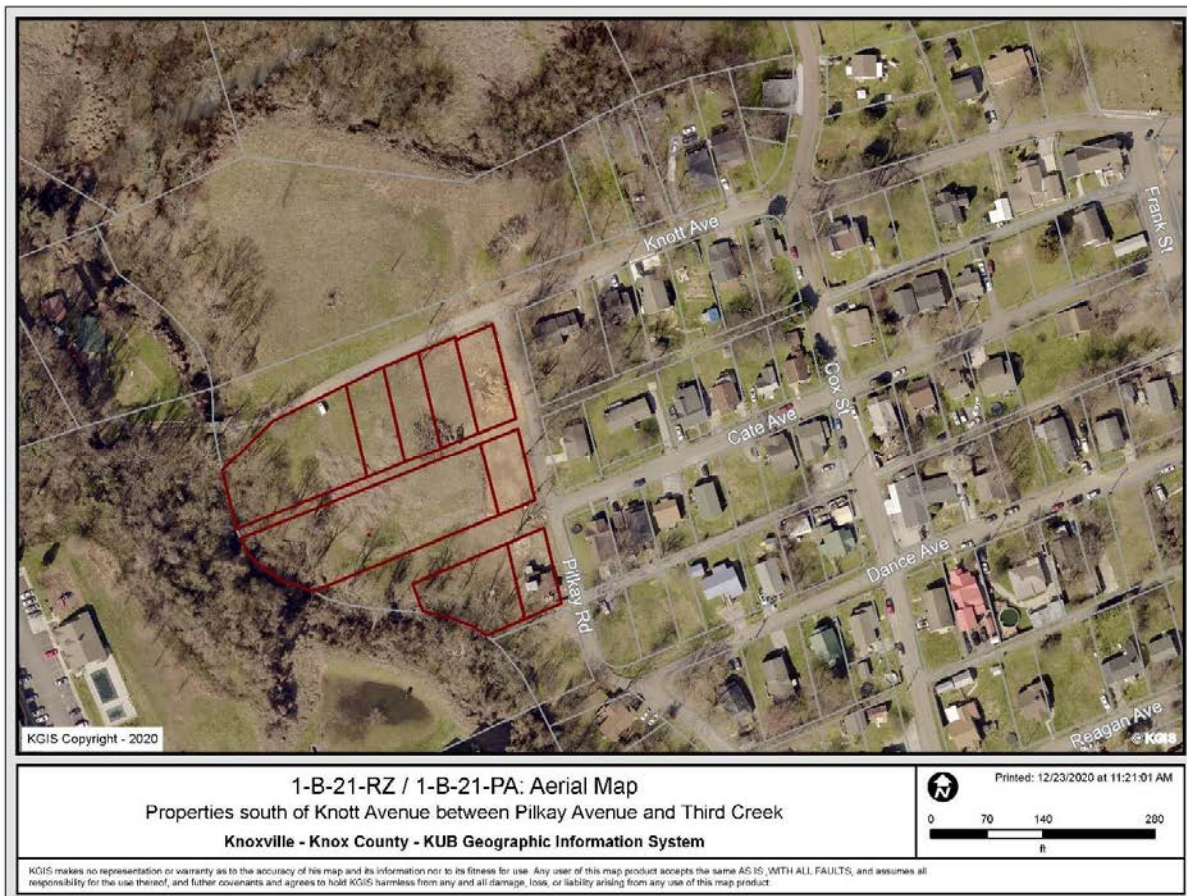 Knott Ave
Frank St
Cox St
Cate Ave
Pilkay Rd
Dance Ave
Reagan Ave
KGIS Copyright - 2020
© KGIS
1-B-21-RZ / 1-B-21-PA: Aerial Map
Properties south of Knott Avenue between Pilkay Avenue and Third Creek
Knoxville - Knox County - KUB Geographic Information System
N
Printed: 12/23/2020 at 11:21:01 AM
0 70 140 280
ft
KGIS makes no representation or warranty as to the accuracy of his map and its information nor to its fitness for use. Any user of this map product accepts the same AS IS, WITH ALL FAULTS, and assumes all
responsibility for the use thereof, and futher covenants and agrees to hold KGIS harmless from any and all damage, loss, or liability arising from any use of this map product.